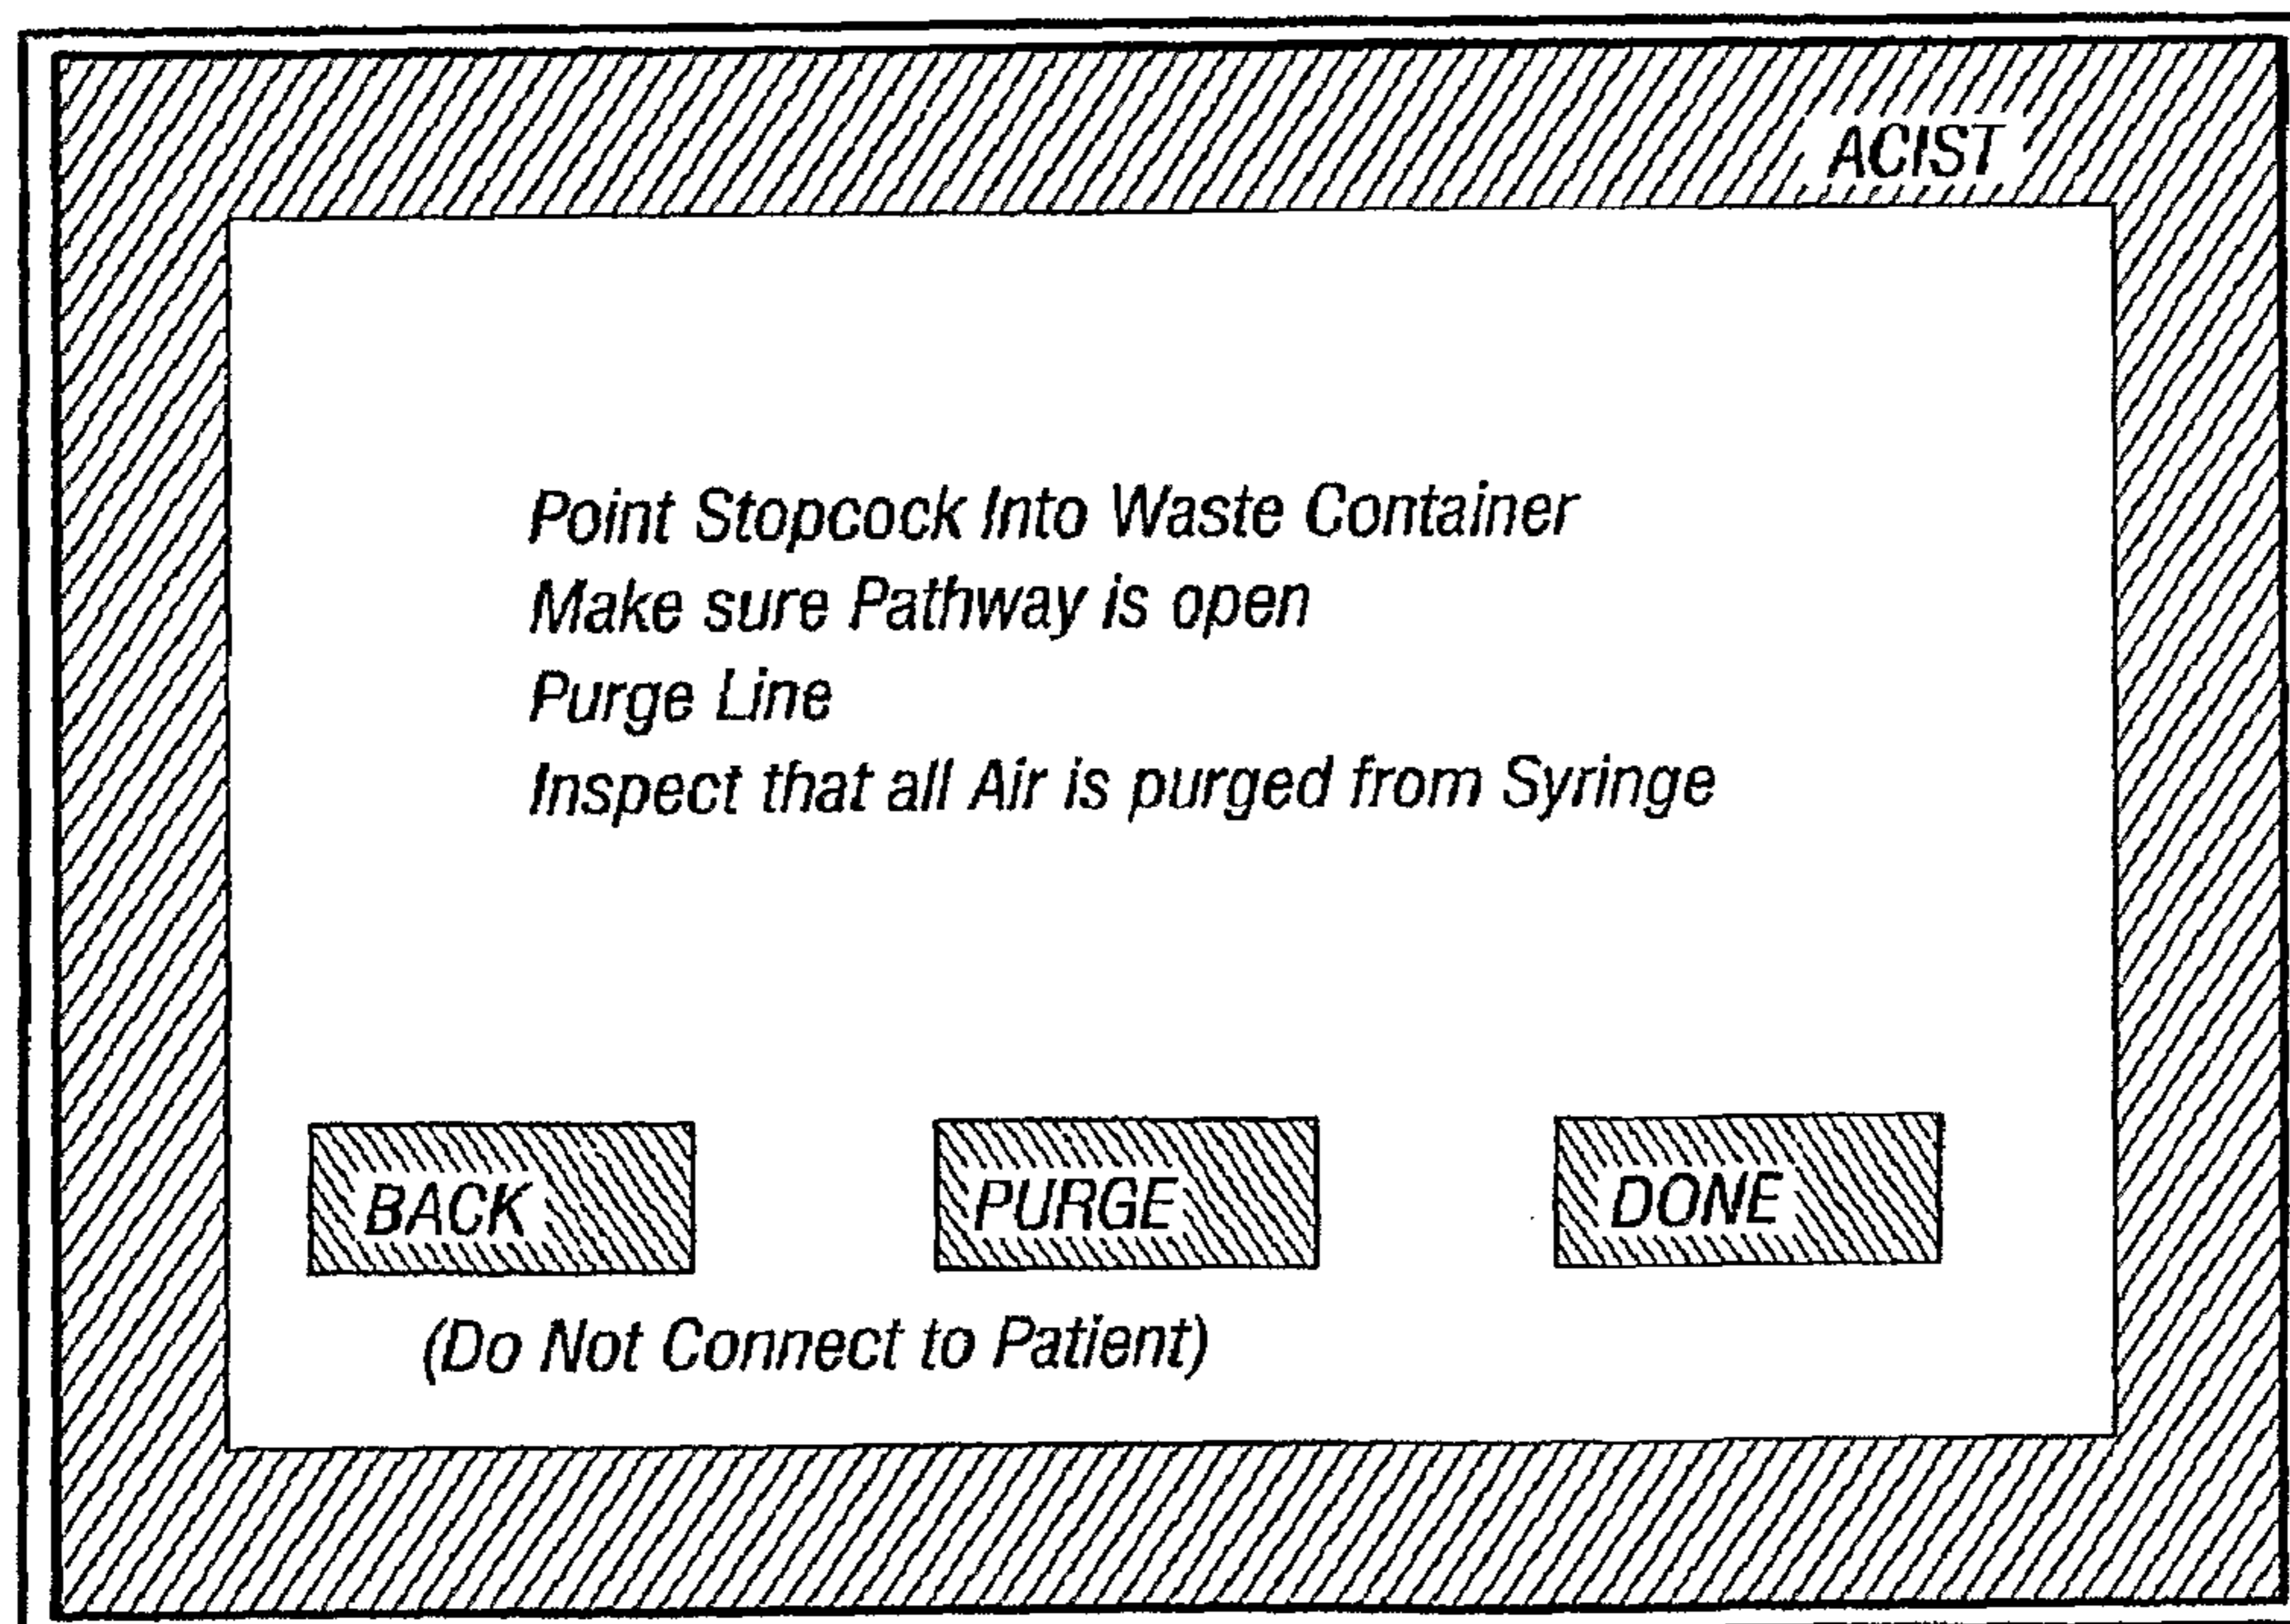 ACIST
Point Stopcock Into Waste Container
Make sure Pathway is open
Purge Line
Inspect that all Air is purged from Syringe
BACK PURGE DONE
(Do Not Connect to Patient)